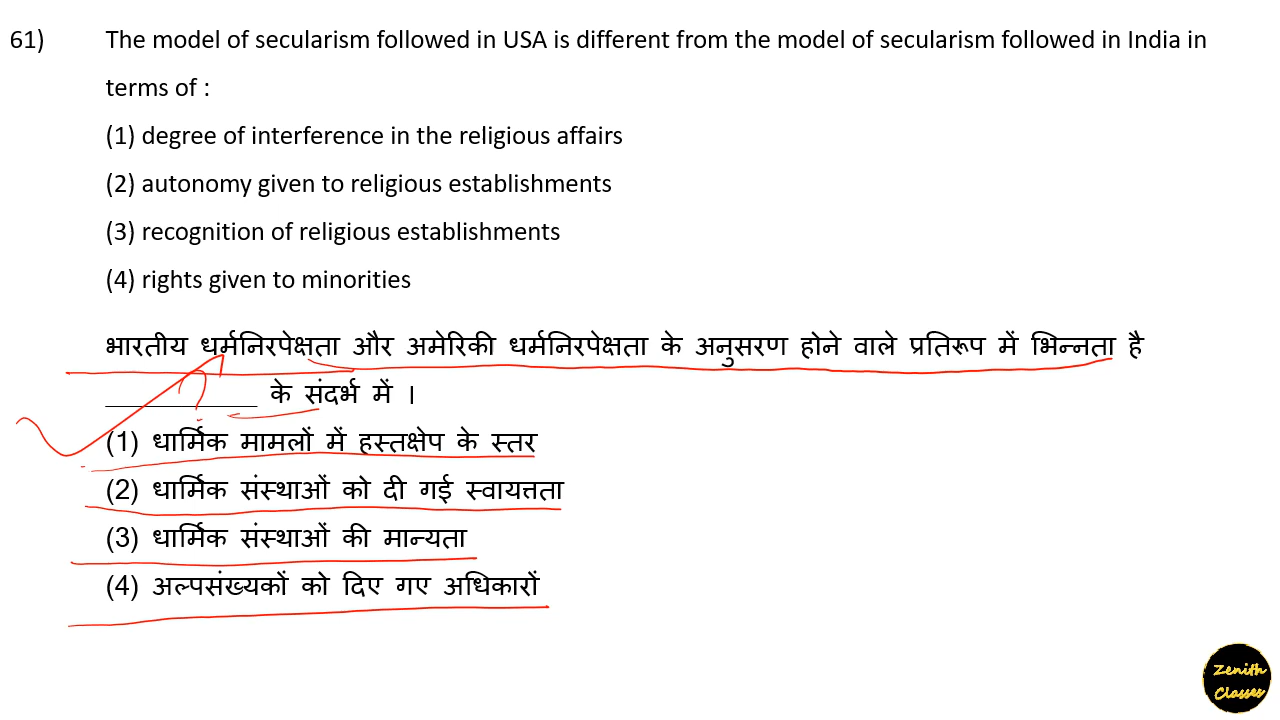 61) The model of secularism followed in USA is different from the model of secularism followed in India in
terms of :
(1) degree of interference in the religious affairs
(2) autonomy given to religious establishments
(3) recognition of religious establishments
(4) rights given to minorities
भारतीय धर्मनिरपेक्षता और अमेरिकी धर्मनिरपेक्षता के अनुसरण होने वाले प्रतिरूप में भिन्नता है
____________ के संदर्भ में ।
(1) धार्मिक मामलों में हस्तक्षेप के स्तर
(2) धार्मिक संस्थाओं को दी गई स्वायत्तता
(3) धार्मिक संस्थाओं की मान्यता
(4) अल्पसंख्यकों को दिए गए अधिकारों
Zenith
Classes